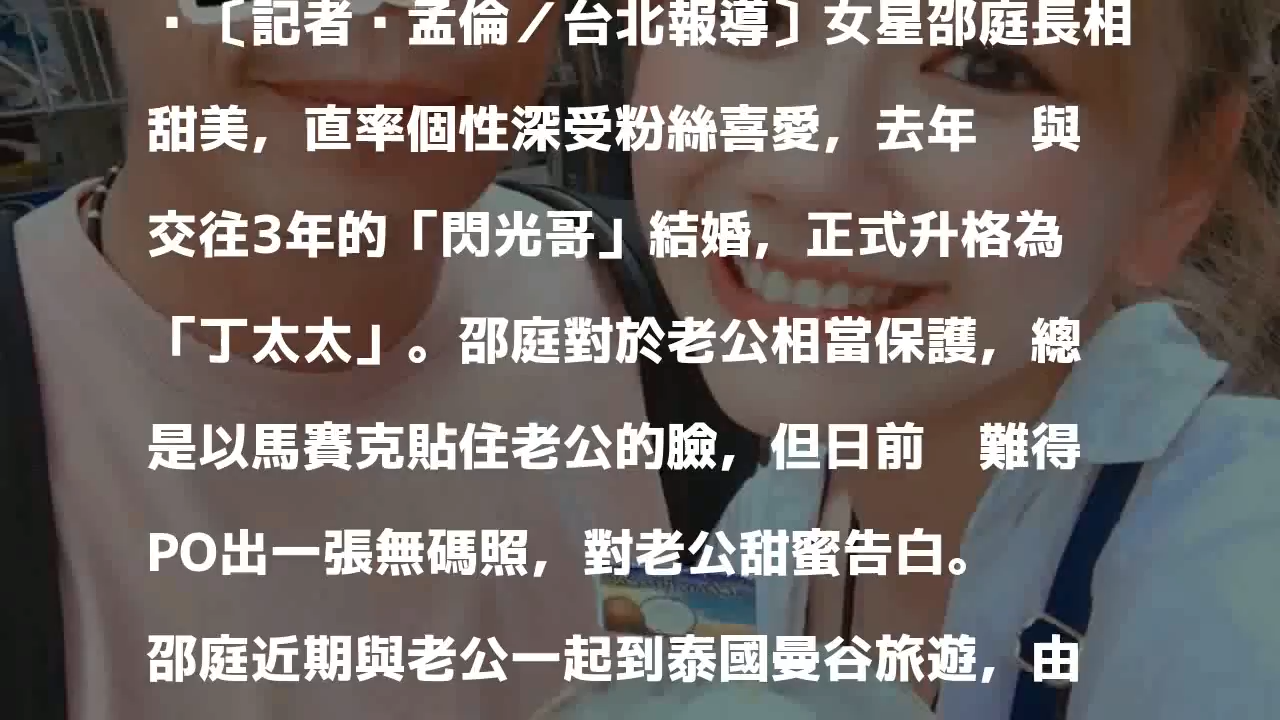 ・〔記者・孟倫／台北報導〕女星邵庭長相
甜美，直率個性深受粉絲喜愛，去年　與
交往3年的「閃光哥」結婚，正式升格為
「丁太太」。邵庭對於老公相當保護，總
是以馬賽克貼住老公的臉，但日前　難得
PO出一張無碼照，對老公甜蜜告白。
邵庭近期與老公一起到泰國曼谷旅遊，由